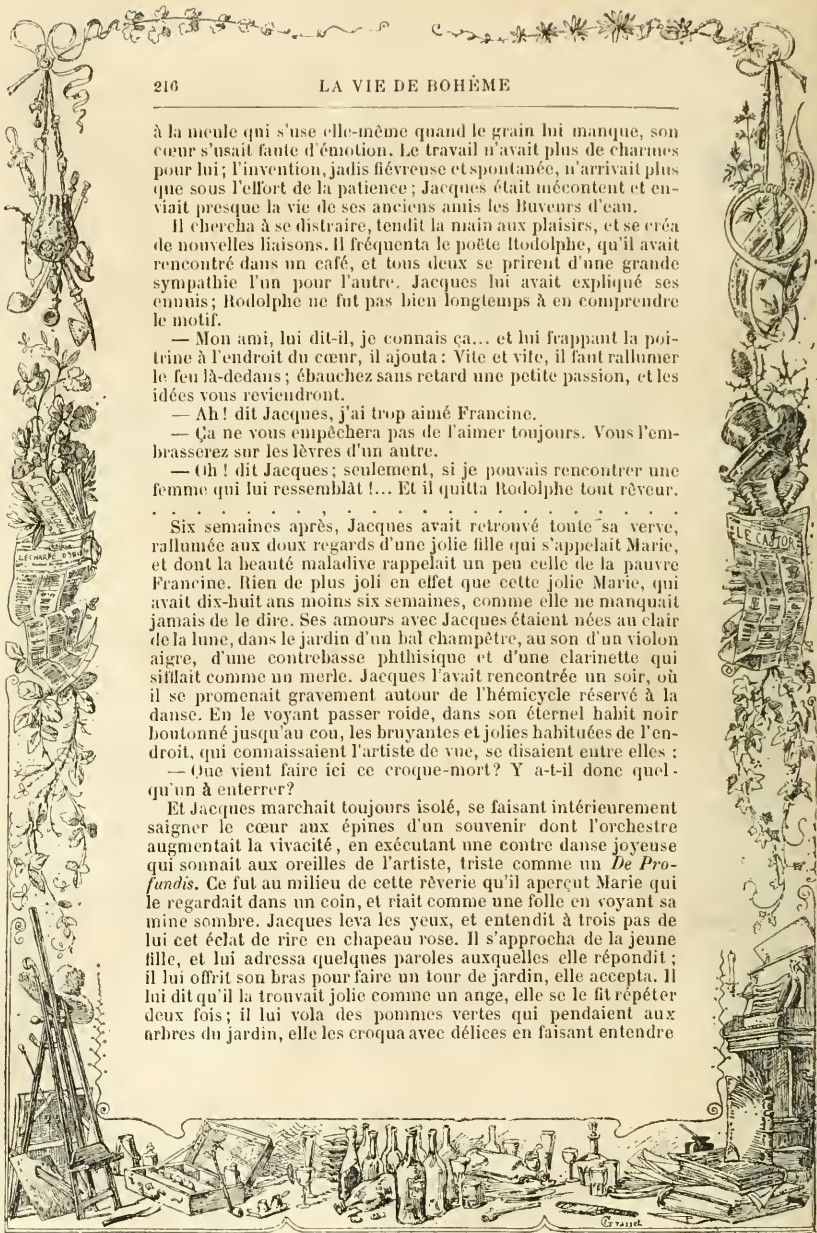 216 LA VIE DE BOHÈME
à la meule qui s'use elle-même quand le grain lui manque, son
cœur s'usait faute d'émotion. Le travail n'avait plus de charmes
pour lui ; l'invention, jadis fiévreuse et spontanée, n'arrivait plus
que sous l'effort de la patience ; Jacques était mécontent et en-
viait presque la vie de ses anciens amis les Buveurs d'eau.
Il chercha à se distraire, tendit la main aux plaisirs, et se créa
de nouvelles liaisons. Il fréquenta le poëte Rodolphe, qu'il avait
rencontré dans un café, et tous deux se prirent d'une grande
sympathie l'un pour l'autre. Jacques lui avait expliqué ses
ennuis ; Rodolphe ne fut pas bien longtemps à en comprendre
le motif.
— Mon ami, lui dit-il, je connais ça... et lui frappant la poi-
trine à l'endroit du cœur, il ajouta : Vite et vite, il faut rallumer
le feu là-dedans ; ébauchez sans retard une petite passion, et les
idées vous reviendront.
— Ah ! dit Jacques, j'ai trop aimé Francine.
— Ça ne vous empêchera pas de l'aimer toujours. Vous l'em-
brasserez sur les lèvres d'un autre.
— Oh ! dit Jacques ; seulement, si je pouvais rencontrer une
femme qui lui ressemblât !... Et il quitta Rodolphe tout rêveur.
. . . . . . . . . . . . . . . . . . . . . . .
Six semaines après, Jacques avait retrouvé toute sa verve,
rallumée aux doux regards d'une jolie fille qui s'appelait Marie,
et dont la beauté maladive rappelait un peu celle de la pauvre
Francine. Rien de plus joli en effet que cette jolie Marie, qui
avait dix-huit ans moins six semaines, comme elle ne manquait
jamais de le dire. Ses amours avec Jacques étaient nées au clair
de la lune, dans le jardin d'un bal champêtre, au son d'un violon
aigre, d'une contrebasse phthisique et d'une clarinette qui
sifflait comme un merle. Jacques l'avait rencontrée un soir, où
il se promenait gravement autour de l'hémicycle réservé à la
danse. En le voyant passer roide, dans son éternel habit noir
boutonné jusqu'au cou, les bruyantes et jolies habituées de l'en-
droit, qui connaissaient l'artiste de vue, se disaient entre elles :
— Que vient faire ici ce croque-mort ? Y a-t-il donc quel-
qu'un à enterrer ?
Et Jacques marchait toujours isolé, se faisant intérieurement
saigner le cœur aux épines d'un souvenir dont l'orchestre
augmentait la vivacité, en exécutant une contre danse joyeuse
qui sonnait aux oreilles de l'artiste, triste comme un De Pro-
fundis. Ce fut au milieu de cette rêverie qu'il aperçut Marie qui
le regardait dans un coin, et riait comme une folle en voyant sa
mine sombre. Jacques leva les yeux, et entendit à trois pas de
lui cet éclat de rire en chapeau rose. Il s'approcha de la jeune
fille, et lui adressa quelques paroles auxquelles elle répondit ;
il lui offrit son bras pour faire un tour de jardin, elle accepta. Il
lui dit qu'il la trouvait jolie comme un ange, elle se le fit répéter
deux fois ; il lui vola des pommes vertes qui pendaient aux
arbres du jardin, elle les croqua avec délices en faisant entendre
L'ECHARPE D'IRIS
LE CASTOR
Grasset